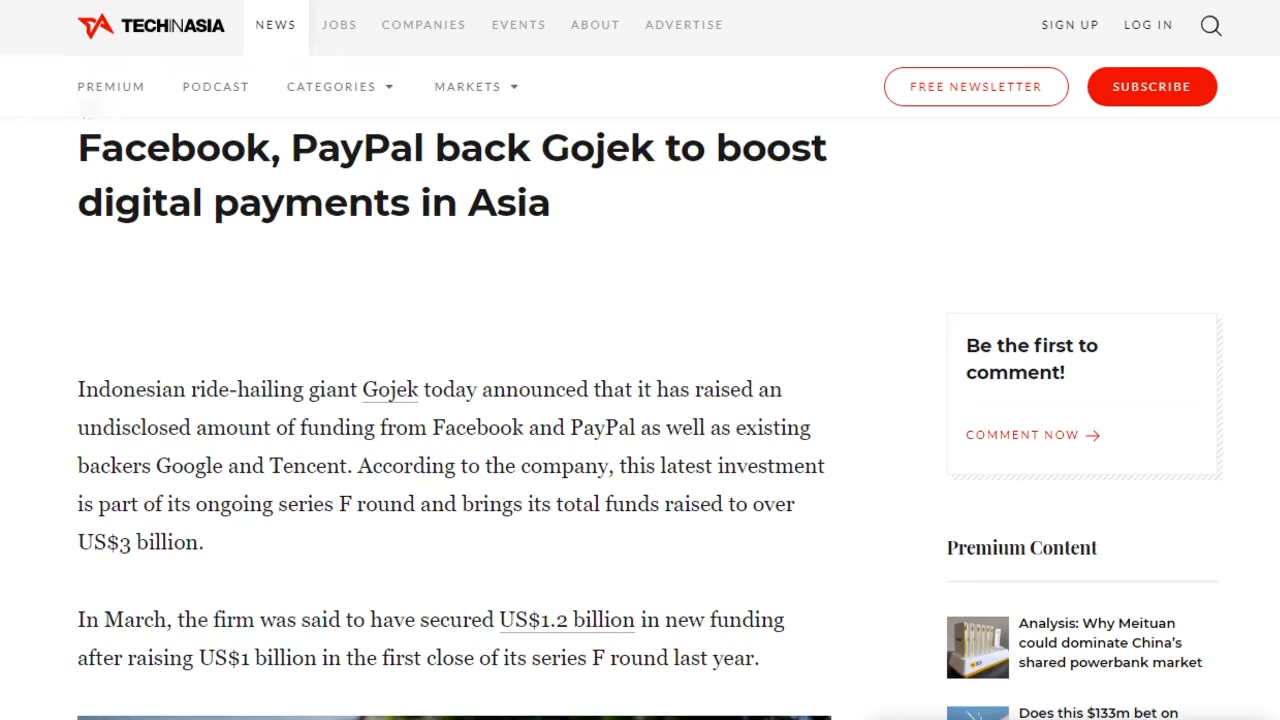 TECHINASIA
NEWS
JOBS
COMPANIES
EVENTS
ABOUT
ADVERTISE
SIGN UP
LOG IN
PREMIUM
PODCAST
CATEGORIES
MARKETS
FREE NEWSLETTER
SUBSCRIBE
Facebook, PayPal back Gojek to boost
digital payments in Asia
Indonesian ride-hailing giant Gojek today announced that it has raised an
undisclosed amount of funding from Facebook and PayPal as well as existing
backers Google and Tencent. According to the company, this latest investment
is part of its ongoing series F round and brings its total funds raised to over
US$3 billion.
In March, the firm was said to have secured US$1.2 billion in new funding
after raising US$1 billion in the first close of its series F round last year.
Be the first to
comment!
COMMENT NOW
Premium Content
Analysis: Why Meituan
could dominate China’s
shared powerbank market
Does this $133m bet on